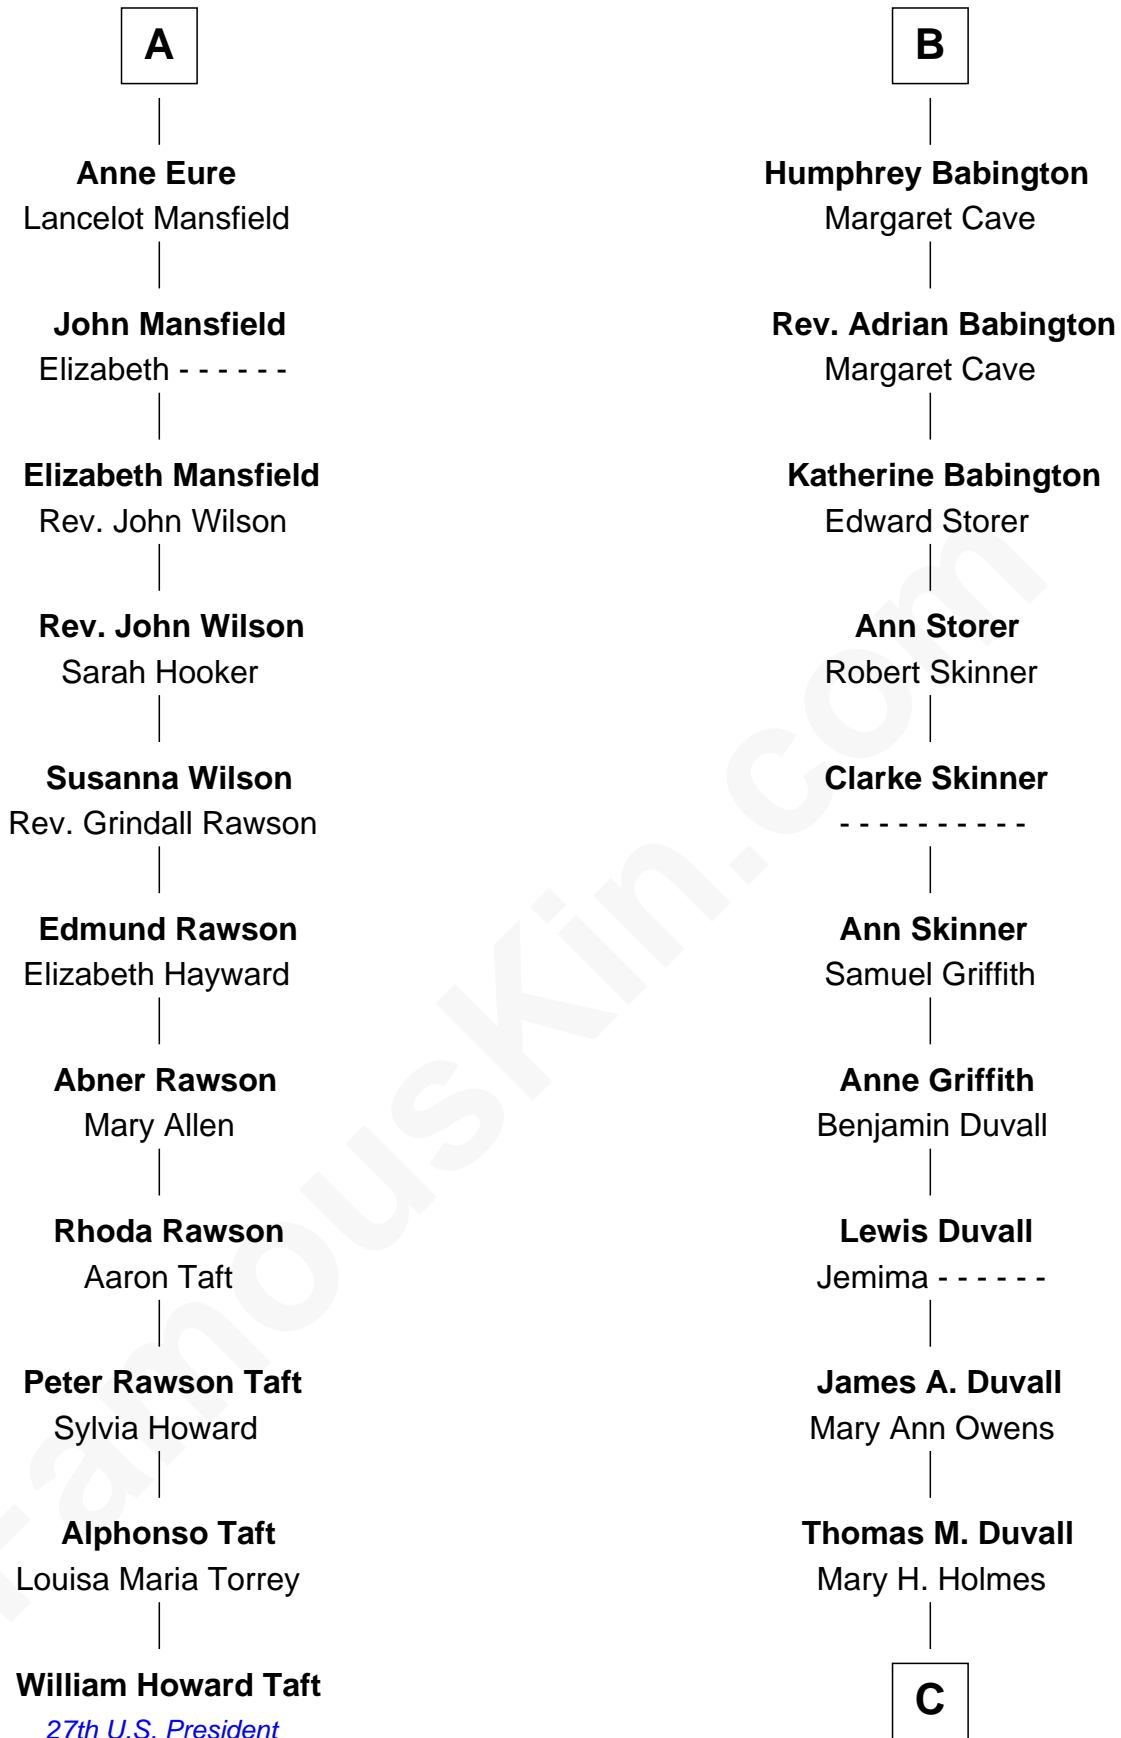 A
Anne Eure
Lancelot Mansfield
John Mansfield
Elizabeth - - - - - -
Elizabeth Mansfield
Rev. John Wilson
Rev. John Wilson
Sarah Hooker
Susanna Wilson
Rev. Grindall Rawson
Edmund Rawson
Elizabeth Hayward
Abner Rawson
Mary Allen
Rhoda Rawson
Aaron Taft
Peter Rawson Taft
Sylvia Howard
Alphonso Taft
Louisa Maria Torrey
William Howard Taft
27th U.S. President
B
Humphrey Babington
Margaret Cave
Rev. Adrian Babington
Margaret Cave
Katherine Babington
Edward Storer
Ann Storer
Robert Skinner
Clarke Skinner
- - - - - - - - - -
Ann Skinner
Samuel Griffith
Anne Griffith
Benjamin Duvall
Lewis Duvall
Jemima - - - - - -
James A. Duvall
Mary Ann Owens
Thomas M. Duvall
Mary H. Holmes
C
FamousKin.com